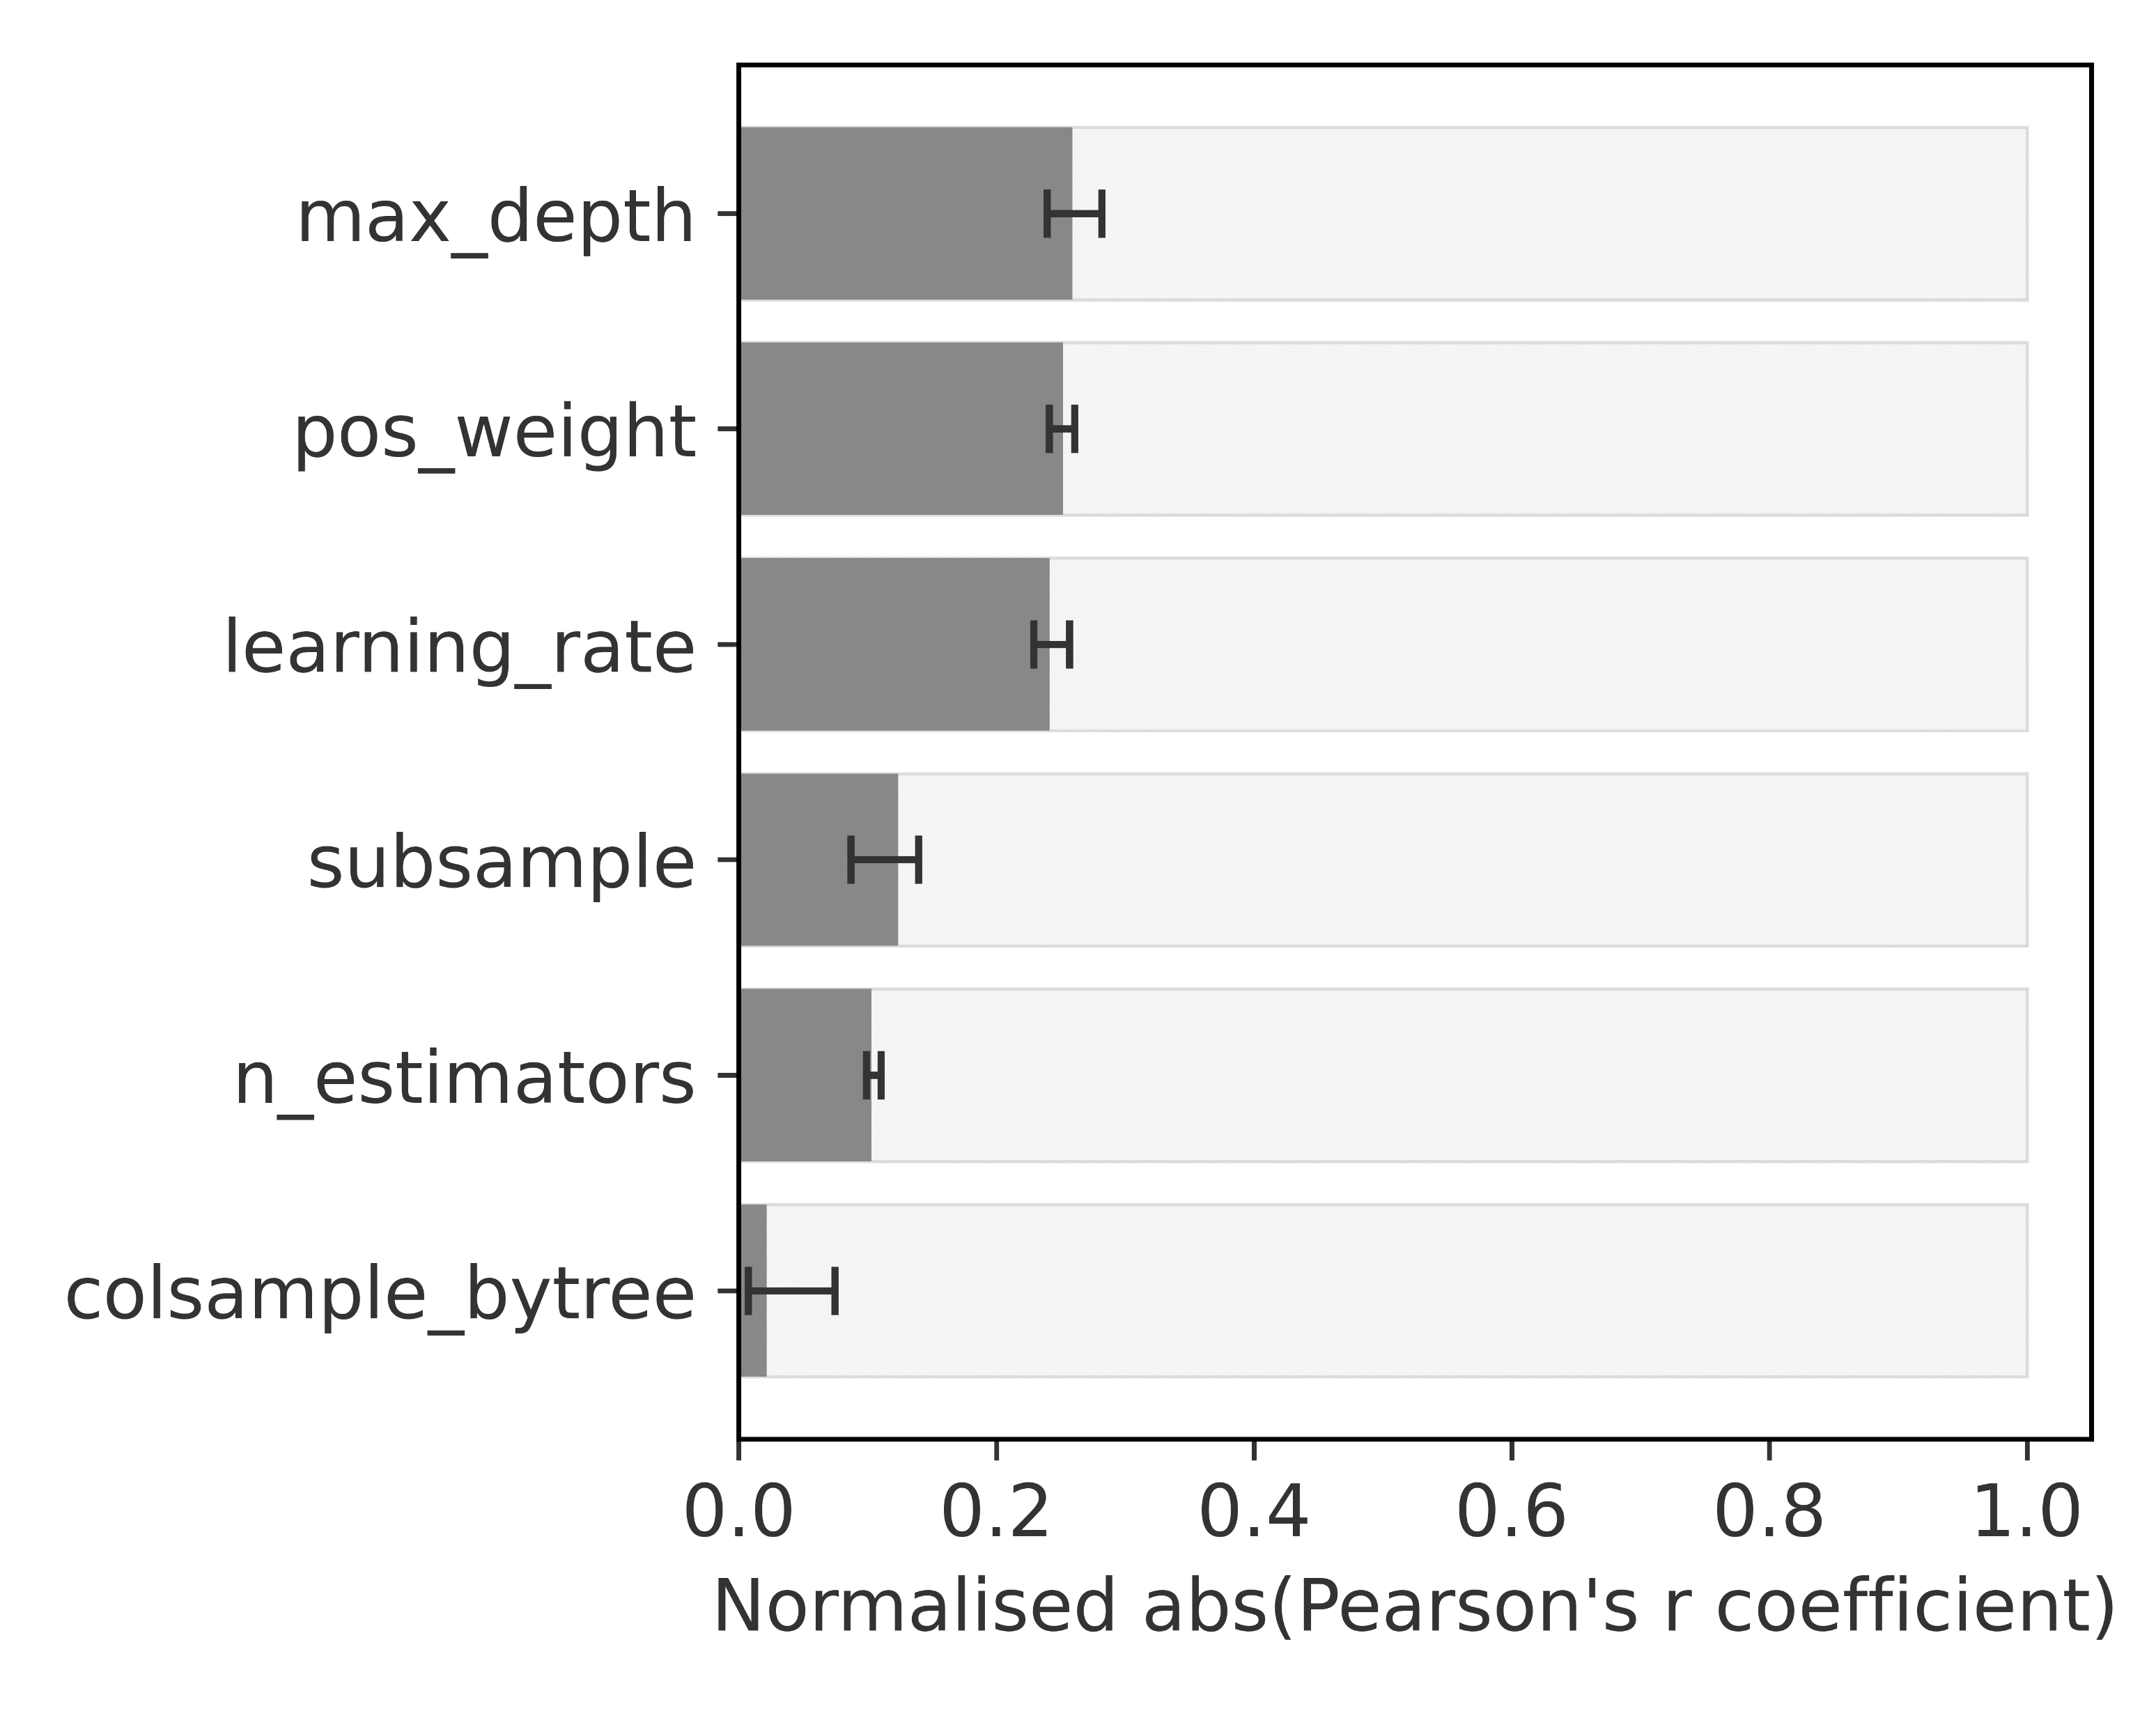 max_depth
pos_weight
learning_rate
subsample
n_estimators
colsample_bytree
0.0 0.2 0.4 0.6 0.8 1.0
Normalised abs(Pearson's r coefficient)